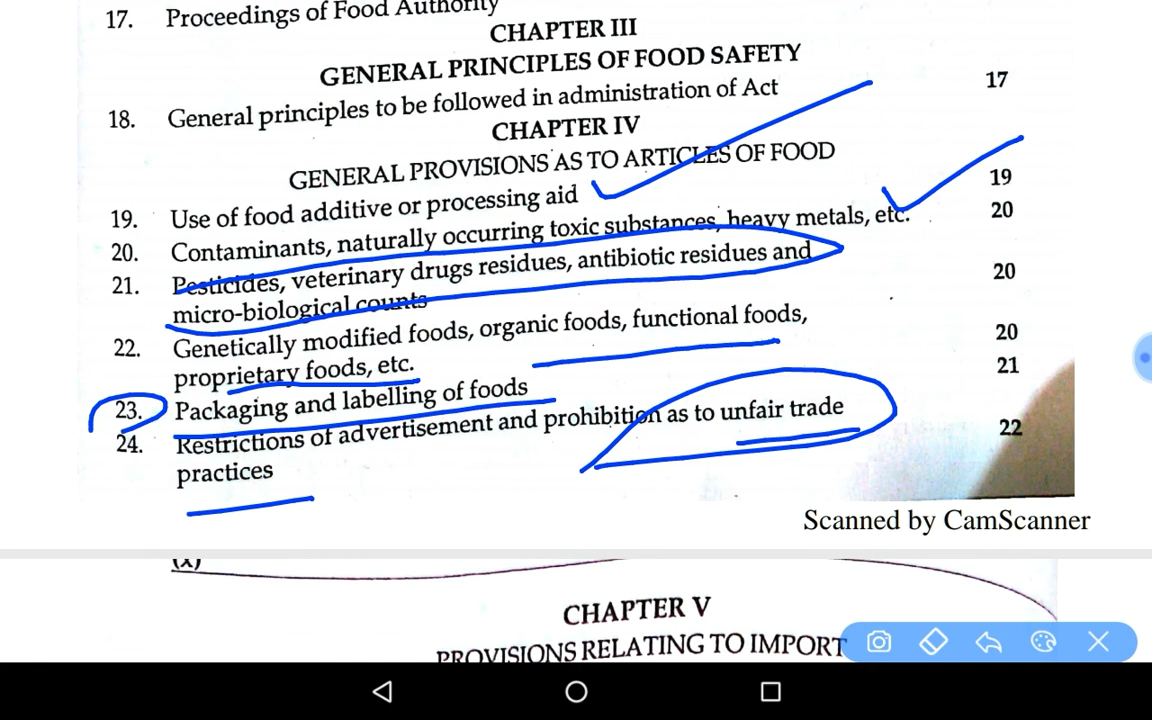 17. Proceedings of Food Authority
CHAPTER III
GENERAL PRINCIPLES OF FOOD SAFETY
18. General principles to be followed in administration of Act 17
CHAPTER IV
GENERAL PROVISIONS AS TO ARTICLES OF FOOD
19. Use of food additive or processing aid 19
20. Contaminants, naturally occurring toxic substances, heavy metals, etc. 20
21. Pesticides, veterinary drugs residues, antibiotic residues and
micro-biological counts 20
22. Genetically modified foods, organic foods, functional foods,
proprietary foods, etc. 20
23. Packaging and labelling of foods 21
24. Restrictions of advertisement and prohibition as to unfair trade
practices 22
Scanned by CamScanner
(x)
CHAPTER V
PROVISIONS RELATING TO IMPORT